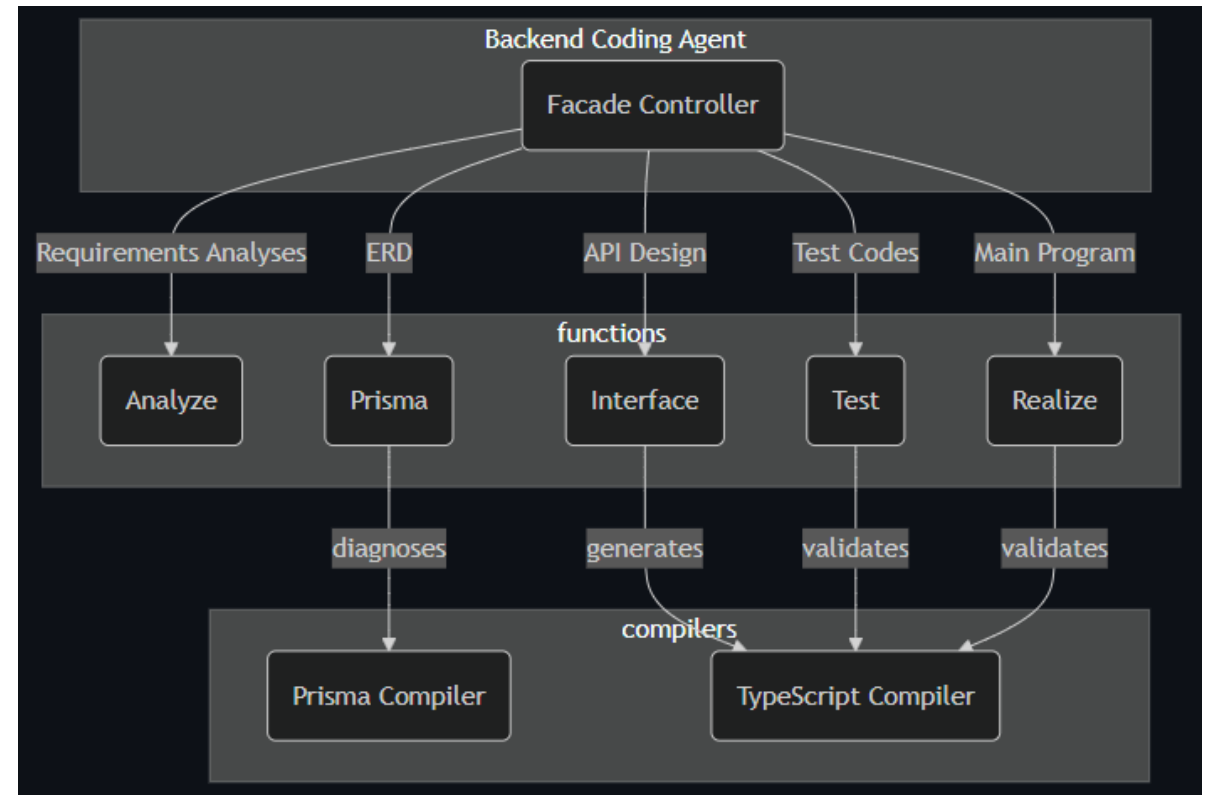 Backend Coding Agent
Facade Controller
Requirements Analyses
ERD
API Design
Test Codes
Main Program
functions
Analyze
Prisma
Interface
Test
Realize
diagnoses
generates
validates
validates
compilers
Prisma Compiler
TypeScript Compiler